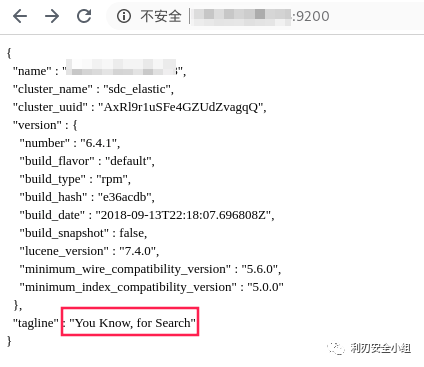 不安全
:9200
{
"name" : "
",
"cluster_name" : "sdc_elastic",
"cluster_uuid" : "AxRl9r1uSFe4GZUdZvagqQ",
"version" : {
"number" : "6.4.1",
"build_flavor" : "default",
"build_type" : "rpm",
"build_hash" : "e36acdb",
"build_date" : "2018-09-13T22:18:07.696808Z",
"build_snapshot" : false,
"lucene_version" : "7.4.0",
"minimum_wire_compatibility_version" : "5.6.0",
"minimum_index_compatibility_version" : "5.0.0"
},
"tagline" : "You Know, for Search"
}
利刃安全小组